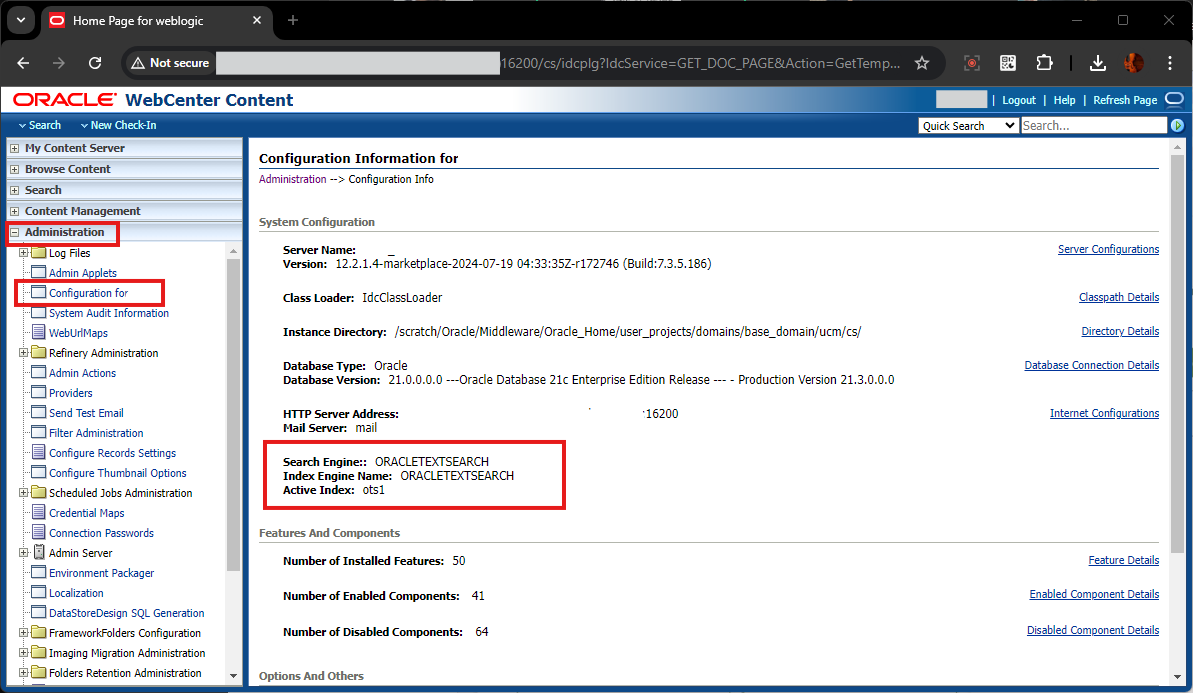 Home Page for weblogic
Not secure
16200/cs/idcplg?IdcService=GET_DOC_PAGE&Action=GetTemp...
ORACLE WebCenter Content
| Logout | Help | Refresh Page
Search New Check-In
Quick Search Search...
My Content Server
Browse Content
Search
Content Management
Administration
Log Files
Admin Applets
Configuration for
System Audit Information
WebUrlMaps
Refinery Administration
Admin Actions
Providers
Send Test Email
Filter Administration
Configure Records Settings
Configure Thumbnail Options
Scheduled Jobs Administration
Credential Maps
Connection Passwords
Admin Server
Environment Packager
Localization
DataStoreDesign SQL Generation
FrameworkFolders Configuration
Imaging Migration Administration
Folders Retention Administration
Configuration Information for
Administration --> Configuration Info
System Configuration
Server Name: _
Server Configurations
Version: 12.2.1.4-marketplace-2024-07-19 04:33:35Z-r172746 (Build:7.3.5.186)
Class Loader: IdcClassLoader
Classpath Details
Instance Directory: /scratch/Oracle/Middleware/Oracle_Home/user_projects/domains/base_domain/ucm/cs/
Directory Details
Database Type: Oracle
Database Connection Details
Database Version: 21.0.0.0.0 ---Oracle Database 21c Enterprise Edition Release --- - Production Version 21.3.0.0.0
HTTP Server Address: :16200
Internet Configurations
Mail Server: mail
Search Engine:: ORACLETEXTSEARCH
Index Engine Name: ORACLETEXTSEARCH
Active Index: ots1
Features And Components
Number of Installed Features: 50
Feature Details
Number of Enabled Components: 41
Enabled Component Details
Number of Disabled Components: 64
Disabled Component Details
Options And Others